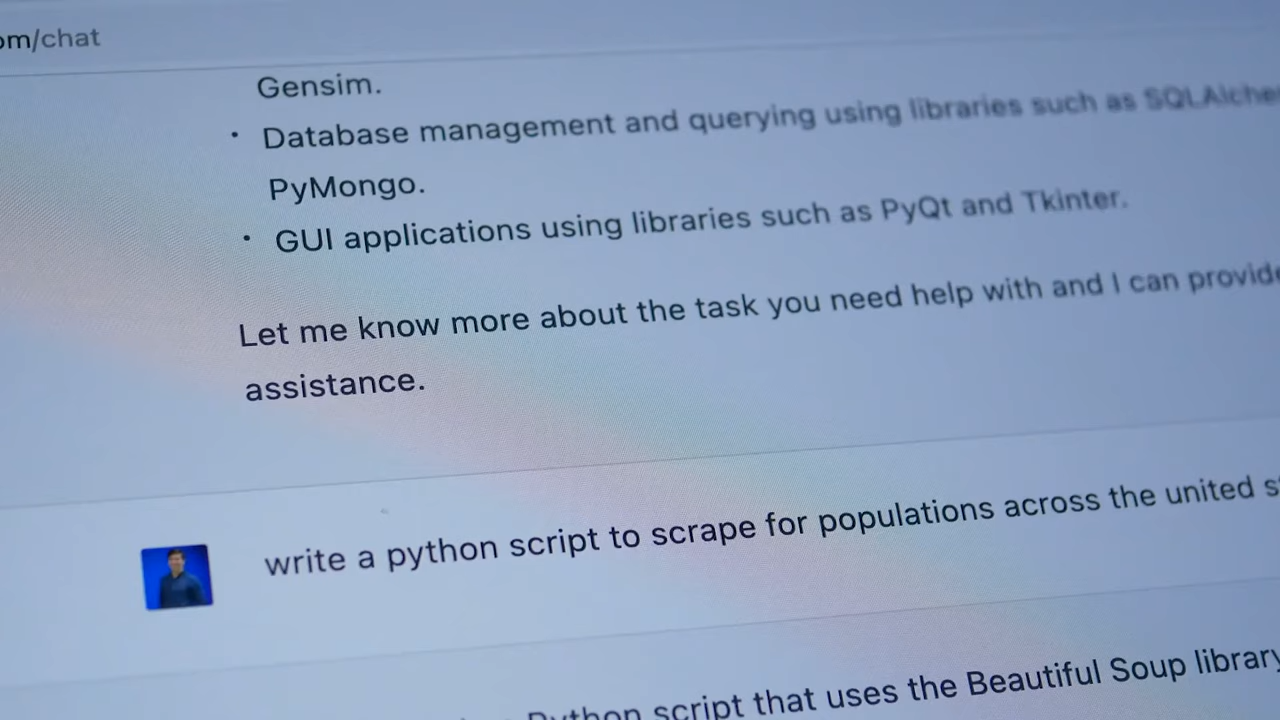 om/chat
Gensim.
• Database management and querying using libraries such as SQLAlche
PyMongo.
• GUI applications using libraries such as PyQt and Tkinter.
Let me know more about the task you need help with and I can provide
assistance.
write a python script to scrape for populations across the united s
Python script that uses the Beautiful Soup library